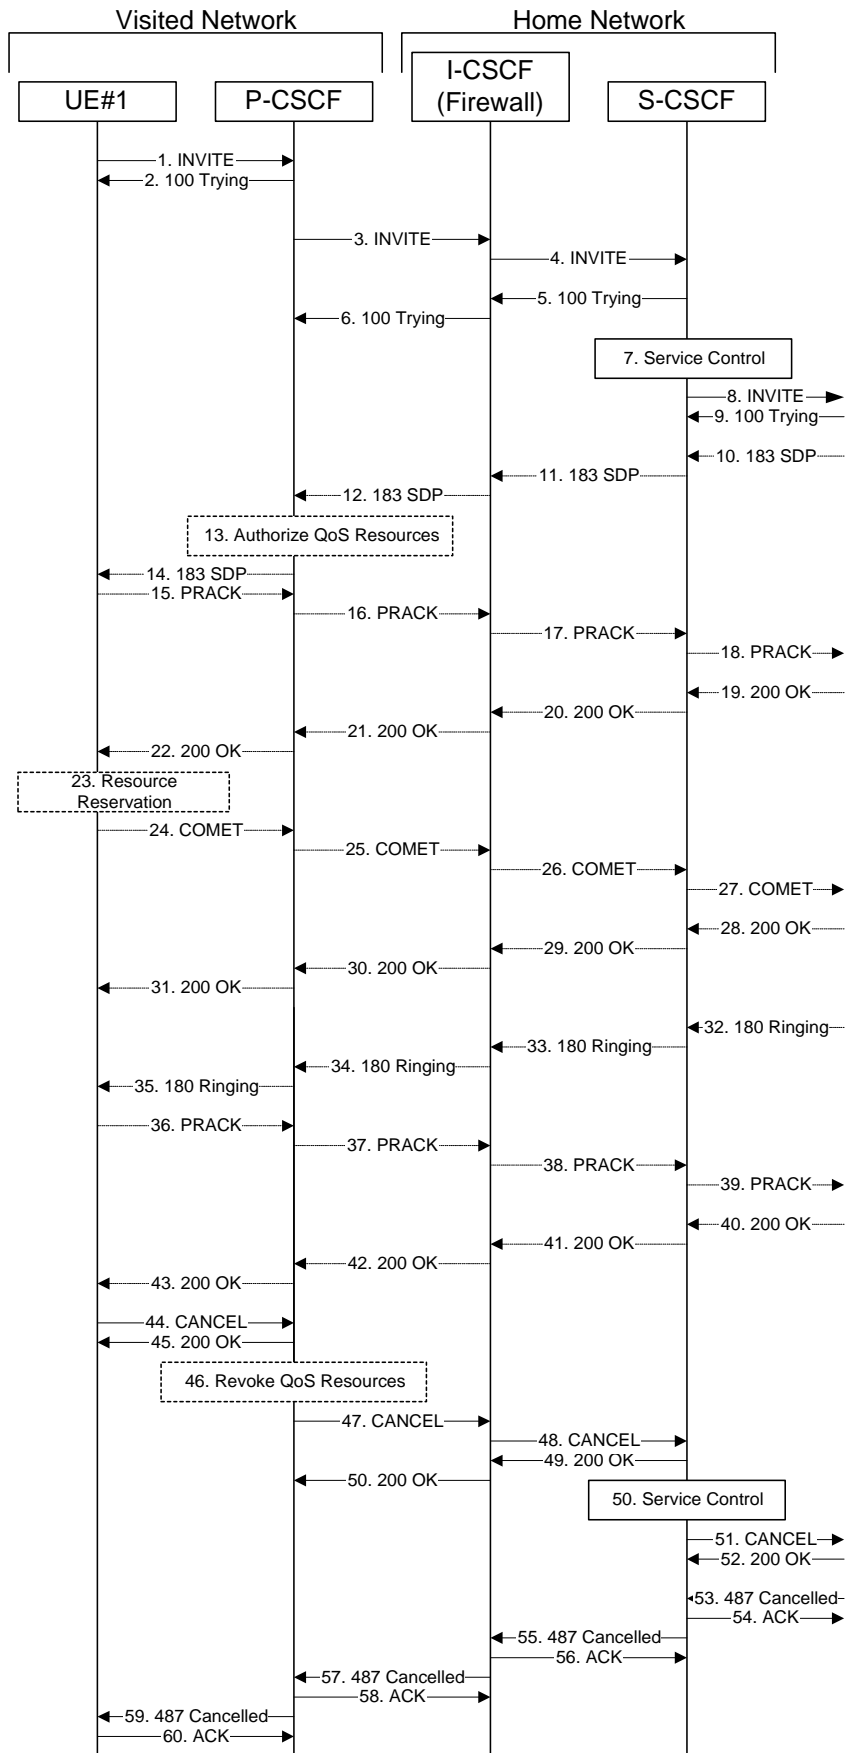 Visited Network
Home Network
UE#1
P-CSCF
I-CSCF
(Firewall)
S-CSCF
1. INVITE
2. 100 Trying
3. INVITE
4. INVITE
5. 100 Trying
6. 100 Trying
7. Service Control
8. INVITE
9. 100 Trying
10. 183 SDP
11. 183 SDP
12. 183 SDP
13. Authorize QoS Resources
14. 183 SDP
15. PRACK
16. PRACK
17. PRACK
18. PRACK
19. 200 OK
20. 200 OK
21. 200 OK
22. 200 OK
23. Resource
Reservation
24. COMET
25. COMET
26. COMET
27. COMET
28. 200 OK
29. 200 OK
30. 200 OK
31. 200 OK
32. 180 Ringing
33. 180 Ringing
34. 180 Ringing
35. 180 Ringing
36. PRACK
37. PRACK
38. PRACK
39. PRACK
40. 200 OK
41. 200 OK
42. 200 OK
43. 200 OK
44. CANCEL
45. 200 OK
46. Revoke QoS Resources
47. CANCEL
48. CANCEL
49. 200 OK
50. 200 OK
50. Service Control
51. CANCEL
52. 200 OK
53. 487 Cancelled
54. ACK
55. 487 Cancelled
56. ACK
57. 487 Cancelled
58. ACK
59. 487 Cancelled
60. ACK